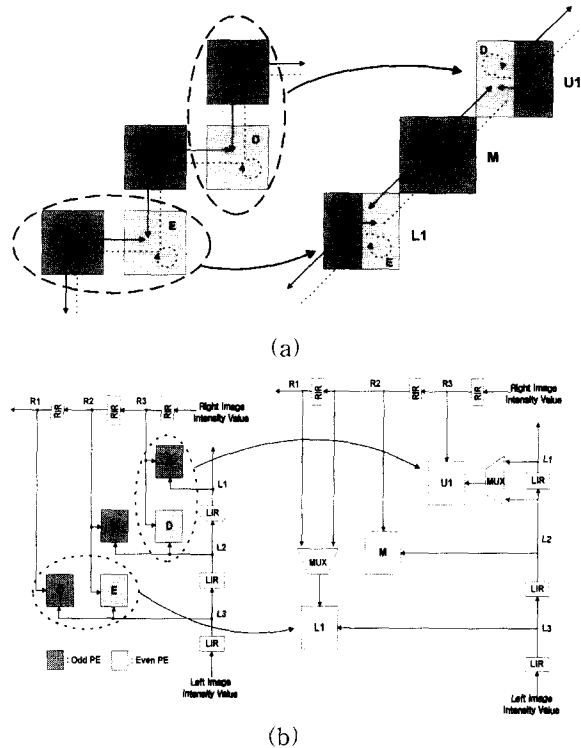 D
U1
D
M
E
L1
E
(a)
R1 RIR R2 RIR R3 RIR Right Image
Intensity Value
R1 RIR R2 RIR R3 RIR Right Image
Intensity Value
L1
D
LIR
L2
E
LIR
L3
LIR
: Odd PE : Even PE
Left Image
Intensity Value
U1 MUX L1
LIR
L2
MUX M
LIR
L1 L3
LIR
Left Image
Intensity Value
(b)